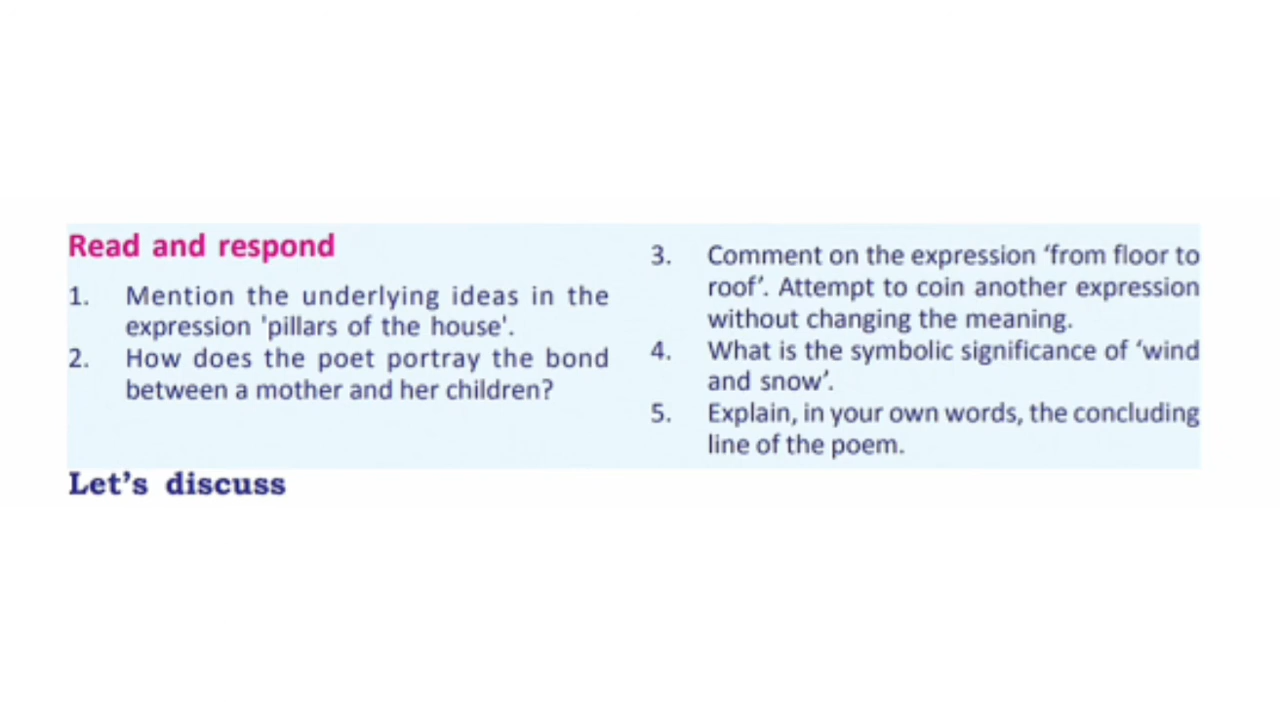 Read and respond
1. Mention the underlying ideas in the
expression 'pillars of the house'.
2. How does the poet portray the bond
between a mother and her children?
3. Comment on the expression ‘from floor to
roof’. Attempt to coin another expression
without changing the meaning.
4. What is the symbolic significance of ‘wind
and snow’.
5. Explain, in your own words, the concluding
line of the poem.
Let’s discuss